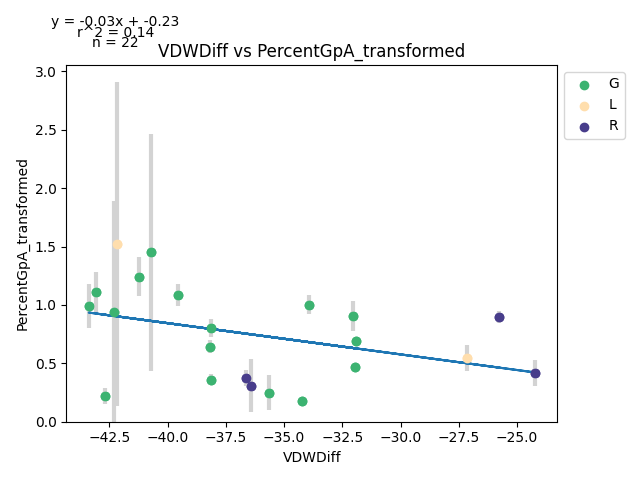 y = -0.03x + -0.23
r^2 = 0.14
n = 22
VDWDiff vs PercentGpA_transformed
G
L
R
PercentGpA_transformed
3.0
2.5
2.0
1.5
1.0
0.5
0.0
−42.5 −40.0 −37.5 −35.0 −32.5 −30.0 −27.5 −25.0
VDWDiff